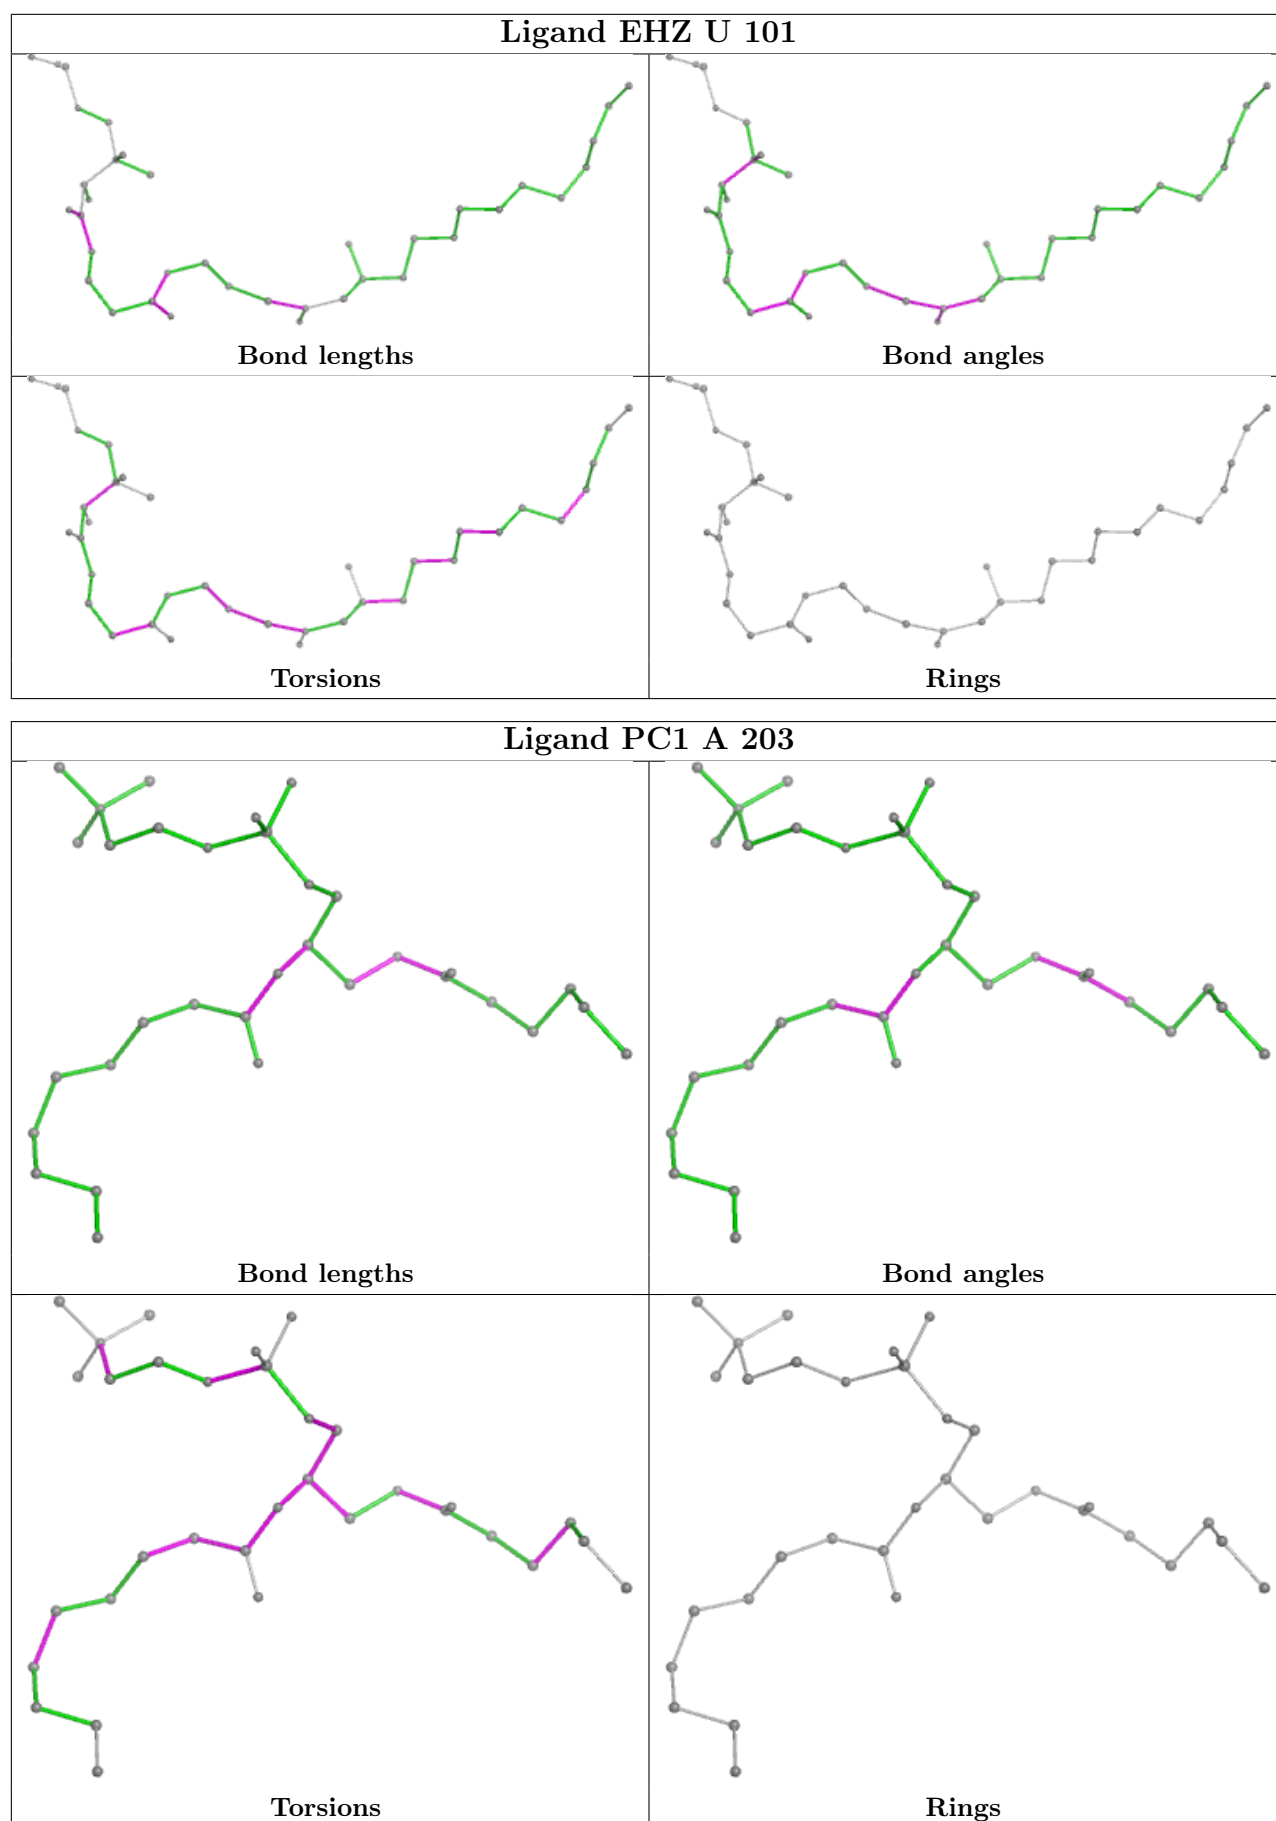 Ligand EHZ U 101
Bond lengths
Bond angles
Torsions
Rings
Ligand PC1 A 203
Bond lengths
Bond angles
Torsions
Rings